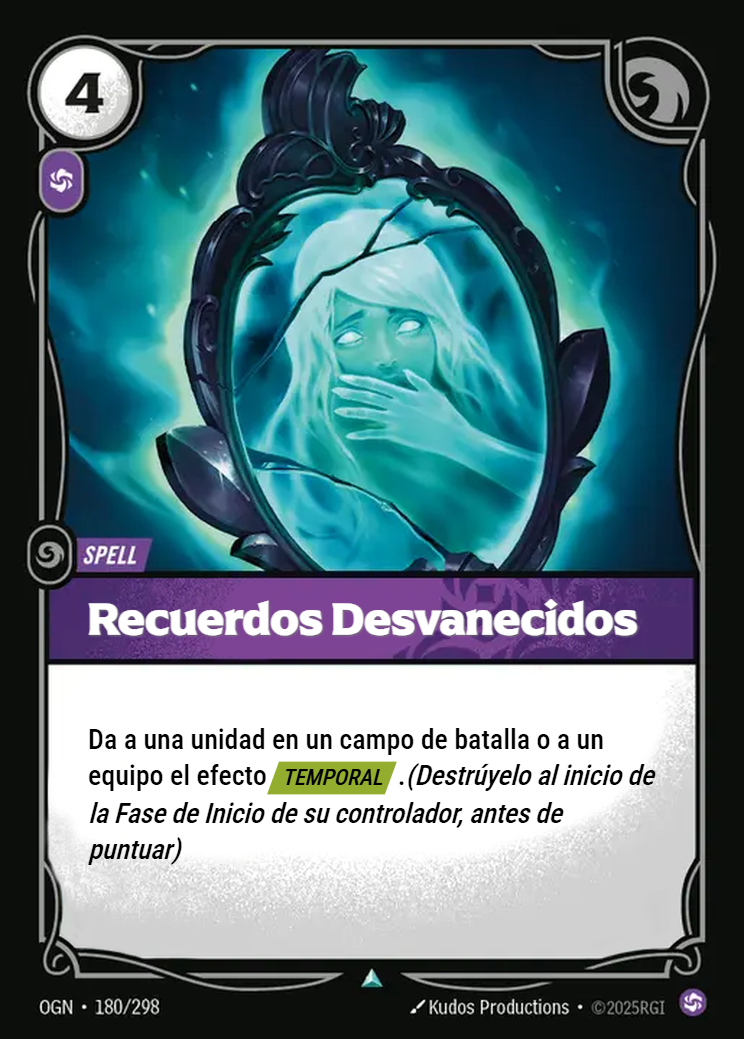 4
SPELL
Recuerdos Desvanecidos
Da a una unidad en un campo de batalla o a un
equipo el efecto TEMPORAL .(Destrúyelo al inicio de
la Fase de Inicio de su controlador, antes de
puntuar)
OGN • 180/298 Kudos Productions • ©2025RGI